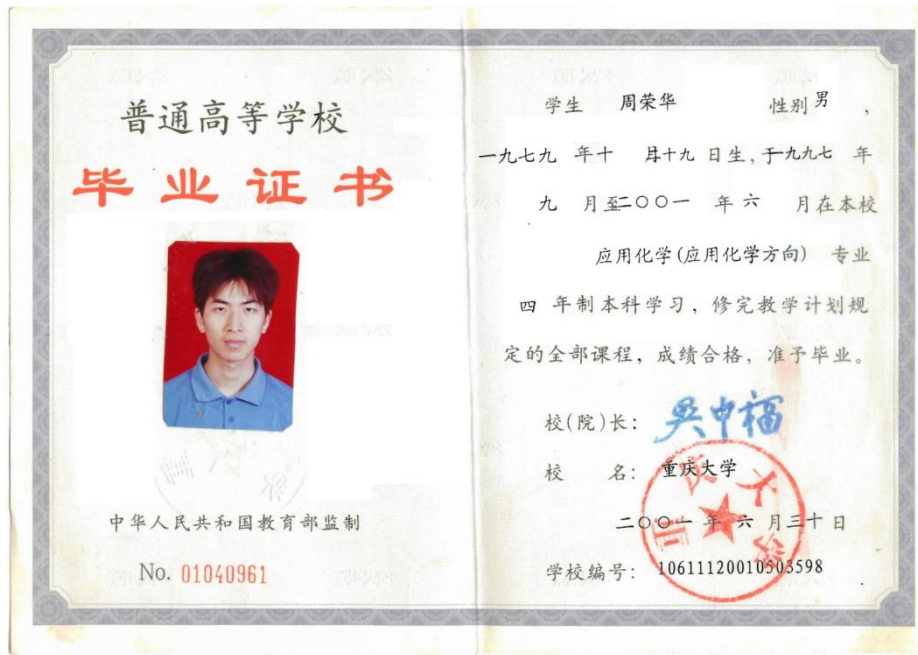 普通高等学校
毕业证书
中华人民共和国教育部监制
No. 01040961
学生 周荣华 性别 男 ,
一九七九 年十 月十九 日生,于九九七 年
九 月至二〇〇一 年 六 月在本校
应用化学(应用化学方向) 专业
四 年制本科学习,修完教学计划规
定的全部课程,成绩合格,准予毕业。
校(院)长: 吴中福
校 名: 重庆大学
重庆大学
二〇〇一 年 六 月三十 日
学校编号: 10611120010503598